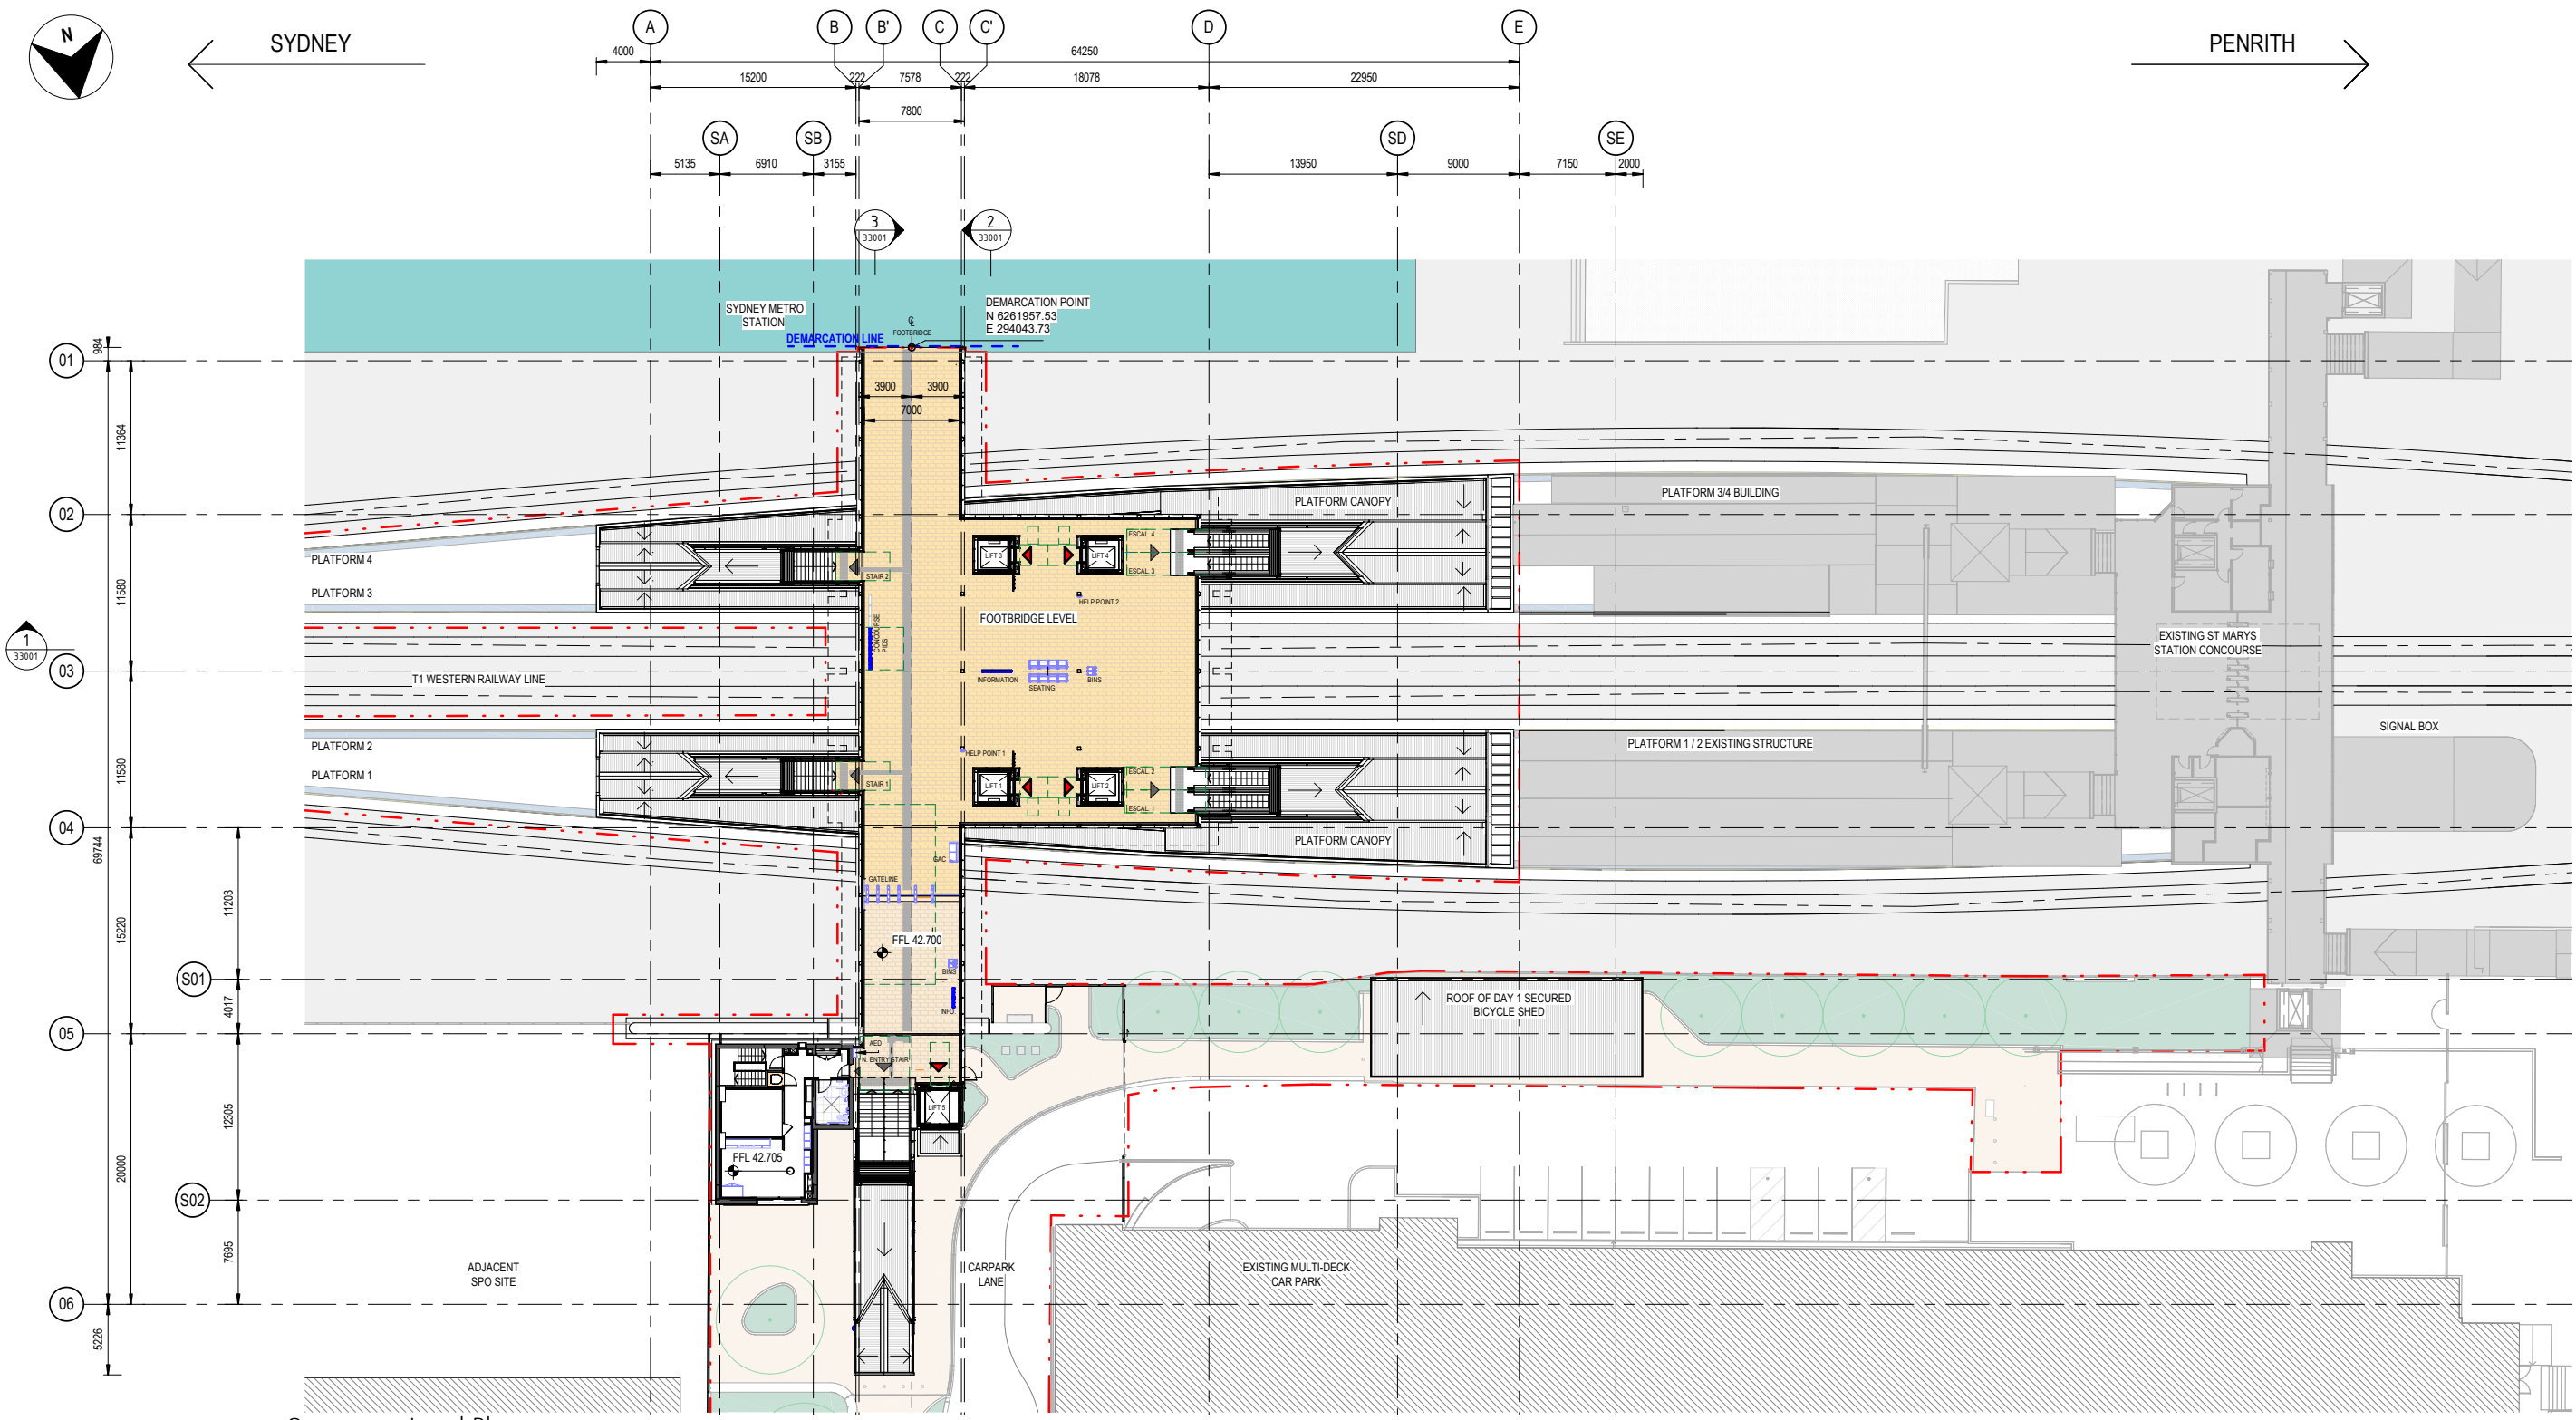 N
SYDNEY
PENRITH
A
B
B'
C
C'
D
E
4000
64250
15200
222
7578
222
18078
22950
7800
SA
SB
SD
SE
5135
6910
3155
13950
9000
7150
2000
3
33001
2
33001
SYDNEY METRO
STATION
DEMARCATION LINE
℄
FOOTBRIDGE
DEMARCATION POINT
N 6261957.53
E 294043.73
984
01
3900
3900
7000
11364
02
PLATFORM CANOPY
PLATFORM 3/4 BUILDING
PLATFORM 4
PLATFORM 3
STAIR 2
LIFT 3
LIFT 4
ESCAL. 4
ESCAL. 3
11580
HELP POINT 2
FOOTBRIDGE LEVEL
CONCOURSE
PIDS
1
33001
03
T1 WESTERN RAILWAY LINE
INFORMATION
SEATING
BINS
EXISTING ST MARYS
STATION CONCOURSE
SIGNAL BOX
PLATFORM 2
PLATFORM 1
HELP POINT 1
STAIR 1
LIFT 1
LIFT 2
ESCAL. 2
ESCAL. 1
PLATFORM 1 / 2 EXISTING STRUCTURE
11580
04
69744
PLATFORM CANOPY
GAC
GATELINE
11203
15220
FFL 42.700
BINS
INFO.
S01
4017
ROOF OF DAY 1 SECURED
BICYCLE SHED
05
AED
N. ENTRY STAIR
LIFT 5
12305
20000
FFL 42.705
S02
7695
ADJACENT
SPO SITE
CARPARK
LANE
EXISTING MULTI-DECK
CAR PARK
06
5226